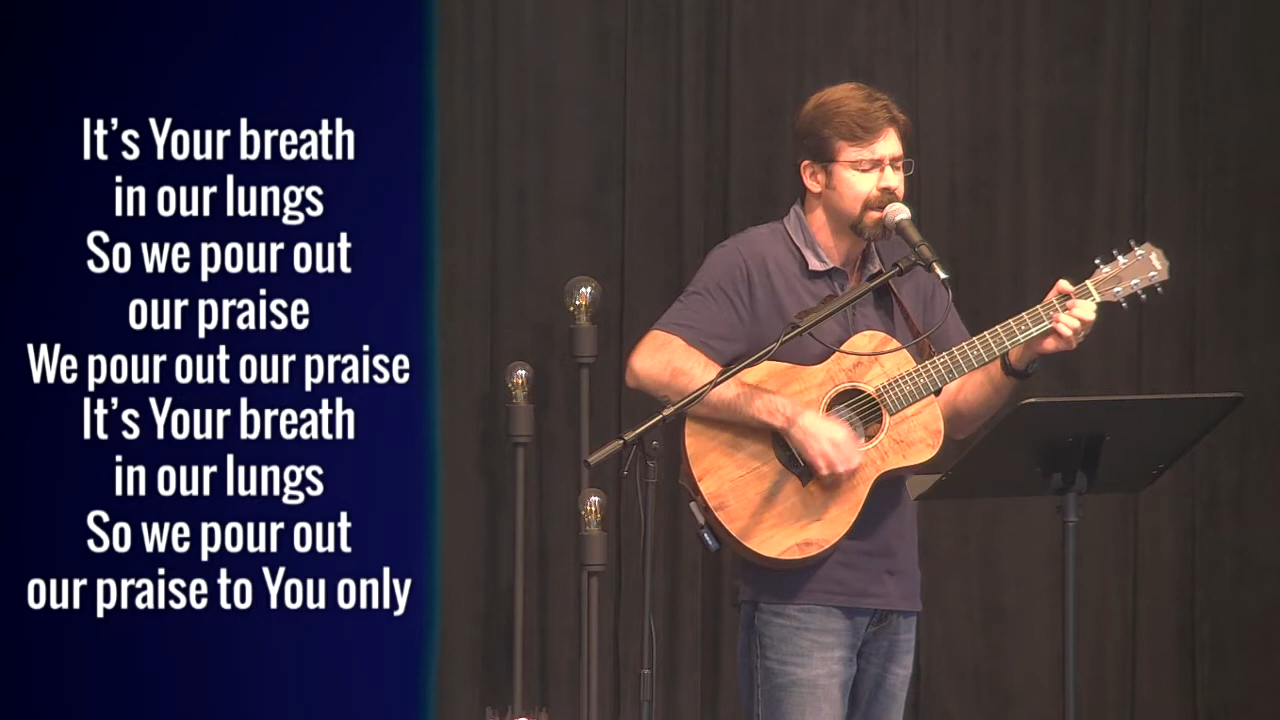 It's Your breath
in our lungs
So we pour out
our praise
We pour out our praise
It's Your breath
in our lungs
So we pour out
our praise to You only